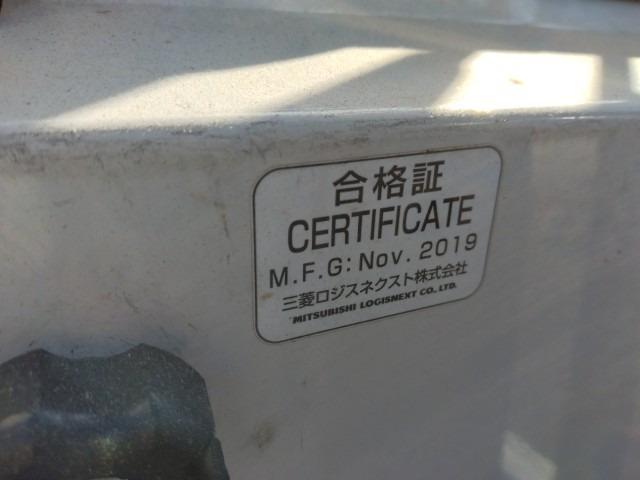 合格証
CERTIFICATE
M.F.G: Nov. 2019
三菱ロジスネクスト株式会社
MITSUBISHI LOGISNEXT CO., LTD.